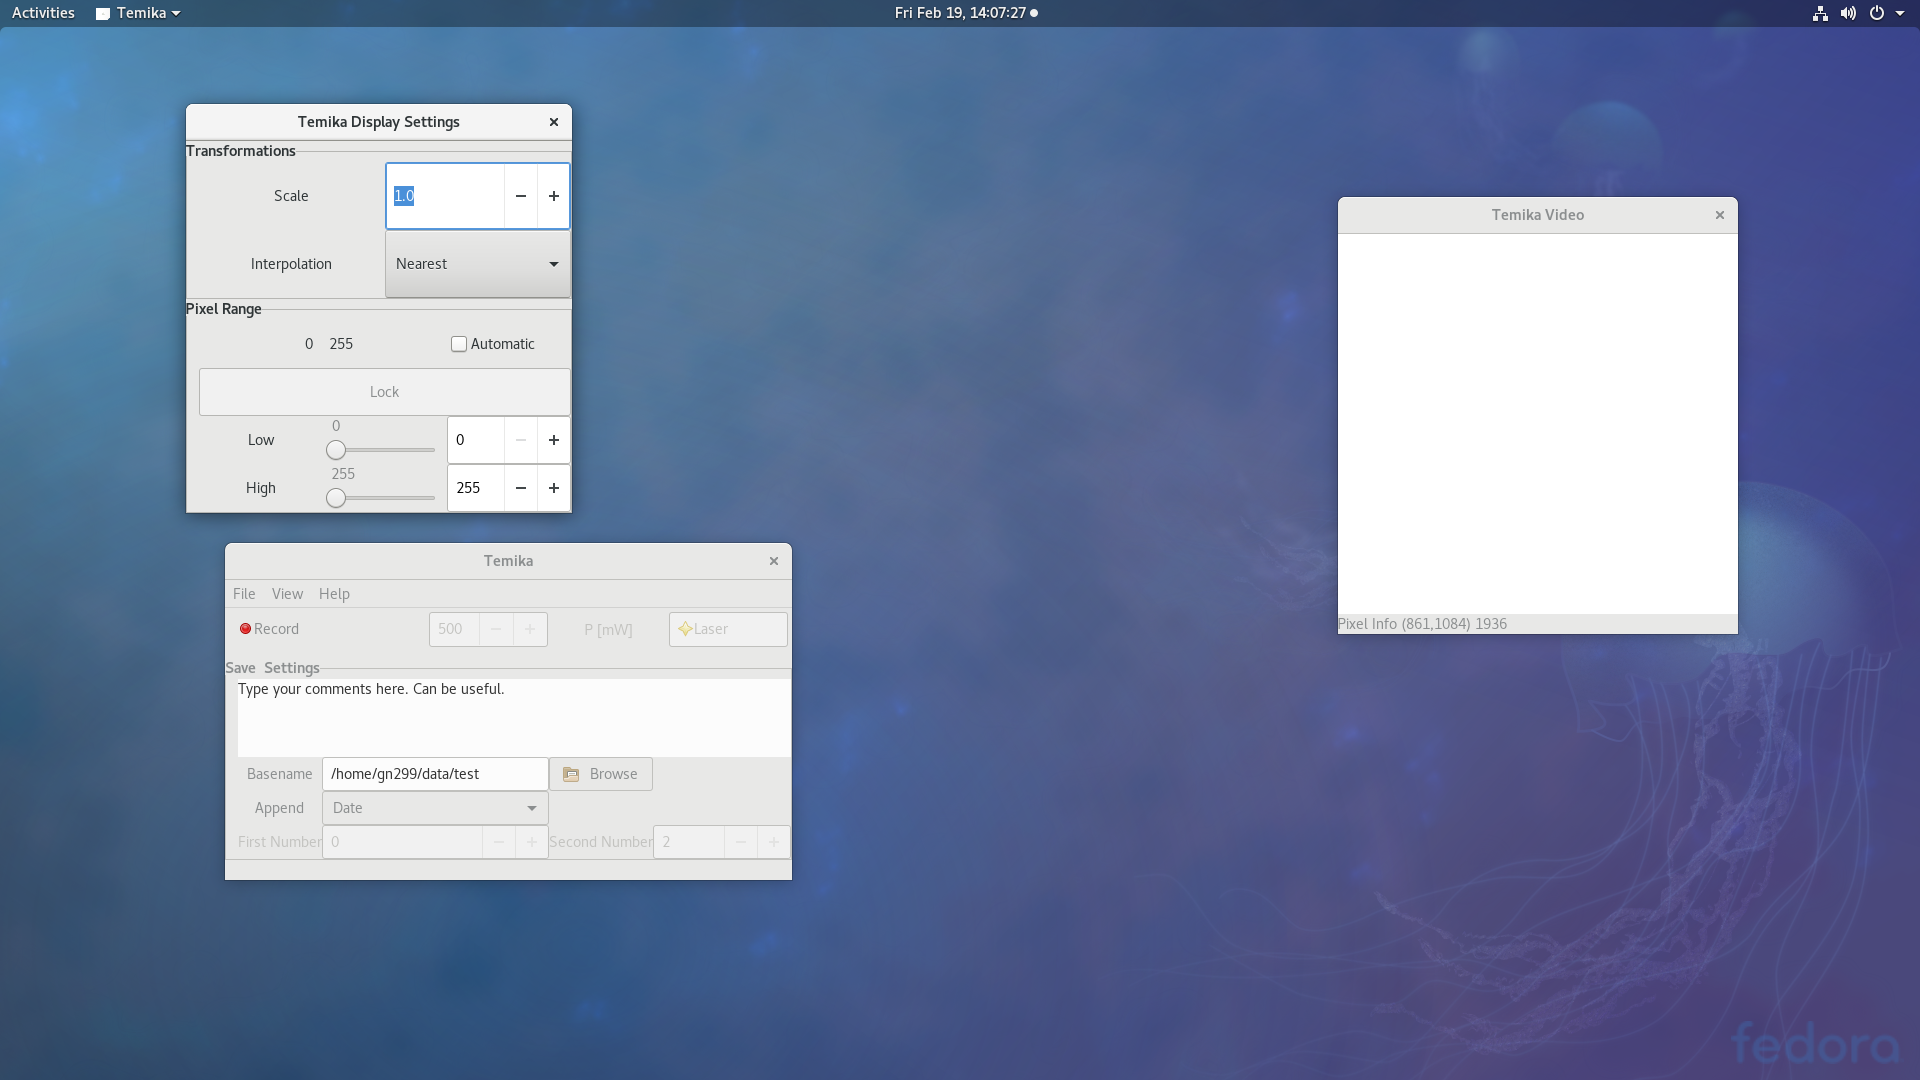 Activities Temika Fri Feb 19, 14:07:27
Temika Display Settings
Transformations
Scale 1.0
Interpolation Nearest
Pixel Range
0 255 Automatic
Lock
Low 0 0
High 255 255
Temika
File View Help
Record 500 P [mW] Laser
Save Settings
Type your comments here. Can be useful.
Basename /home/gn299/data/test Browse
Append Date
First Number 0 Second Number 2
Temika Video
Pixel Info (861,1084) 1936
fedora